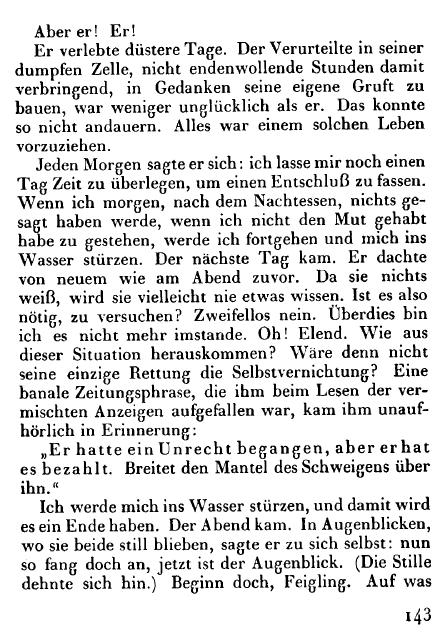 Aber er! Er!
Er verlebte düstere Tage. Der Verurteilte in seiner
dumpfen Zelle, nicht endenwollende Stunden damit
verbringend, in Gedanken seine eigene Gruft zu
bauen, war weniger unglücklich als er. Das konnte
so nicht andauern. Alles war einem solchen Leben
vorzuziehen.
Jeden Morgen sagte er sich: ich lasse mir noch einen
Tag Zeit zu überlegen, um einen Entschluß zu fassen.
Wenn ich morgen, nach dem Nachtessen, nichts ge-
sagt haben werde, wenn ich nicht den Mut gehabt
habe zu gestehen, werde ich fortgehen und mich ins
Wasser stürzen. Der nächste Tag kam. Er dachte
von neuem wie am Abend zuvor. Da sie nichts
weiß, wird sie vielleicht nie etwas wissen. Ist es also
nötig, zu versuchen? Zweifellos nein. Überdies bin
ich es nicht mehr imstande. Oh! Elend. Wie aus
dieser Situation herauskommen? Wäre denn nicht
seine einzige Rettung die Selbstvernichtung? Eine
banale Zeitungsphrase, die ihm beim Lesen der ver-
mischten Anzeigen aufgefallen war, kam ihm unauf-
hörlich in Erinnerung:
„Er hatte ein Unrecht begangen, aber er hat
es bezahlt. Breitet den Mantel des Schweigens über
ihn.“
Ich werde mich ins Wasser stürzen, und damit wird
es ein Ende haben. Der Abend kam. In Augenblicken,
wo sie beide still blieben, sagte er zu sich selbst: nun
so fang doch an, jetzt ist der Augenblick. (Die Stille
dehnte sich hin.) Beginn doch, Feigling. Auf was
143